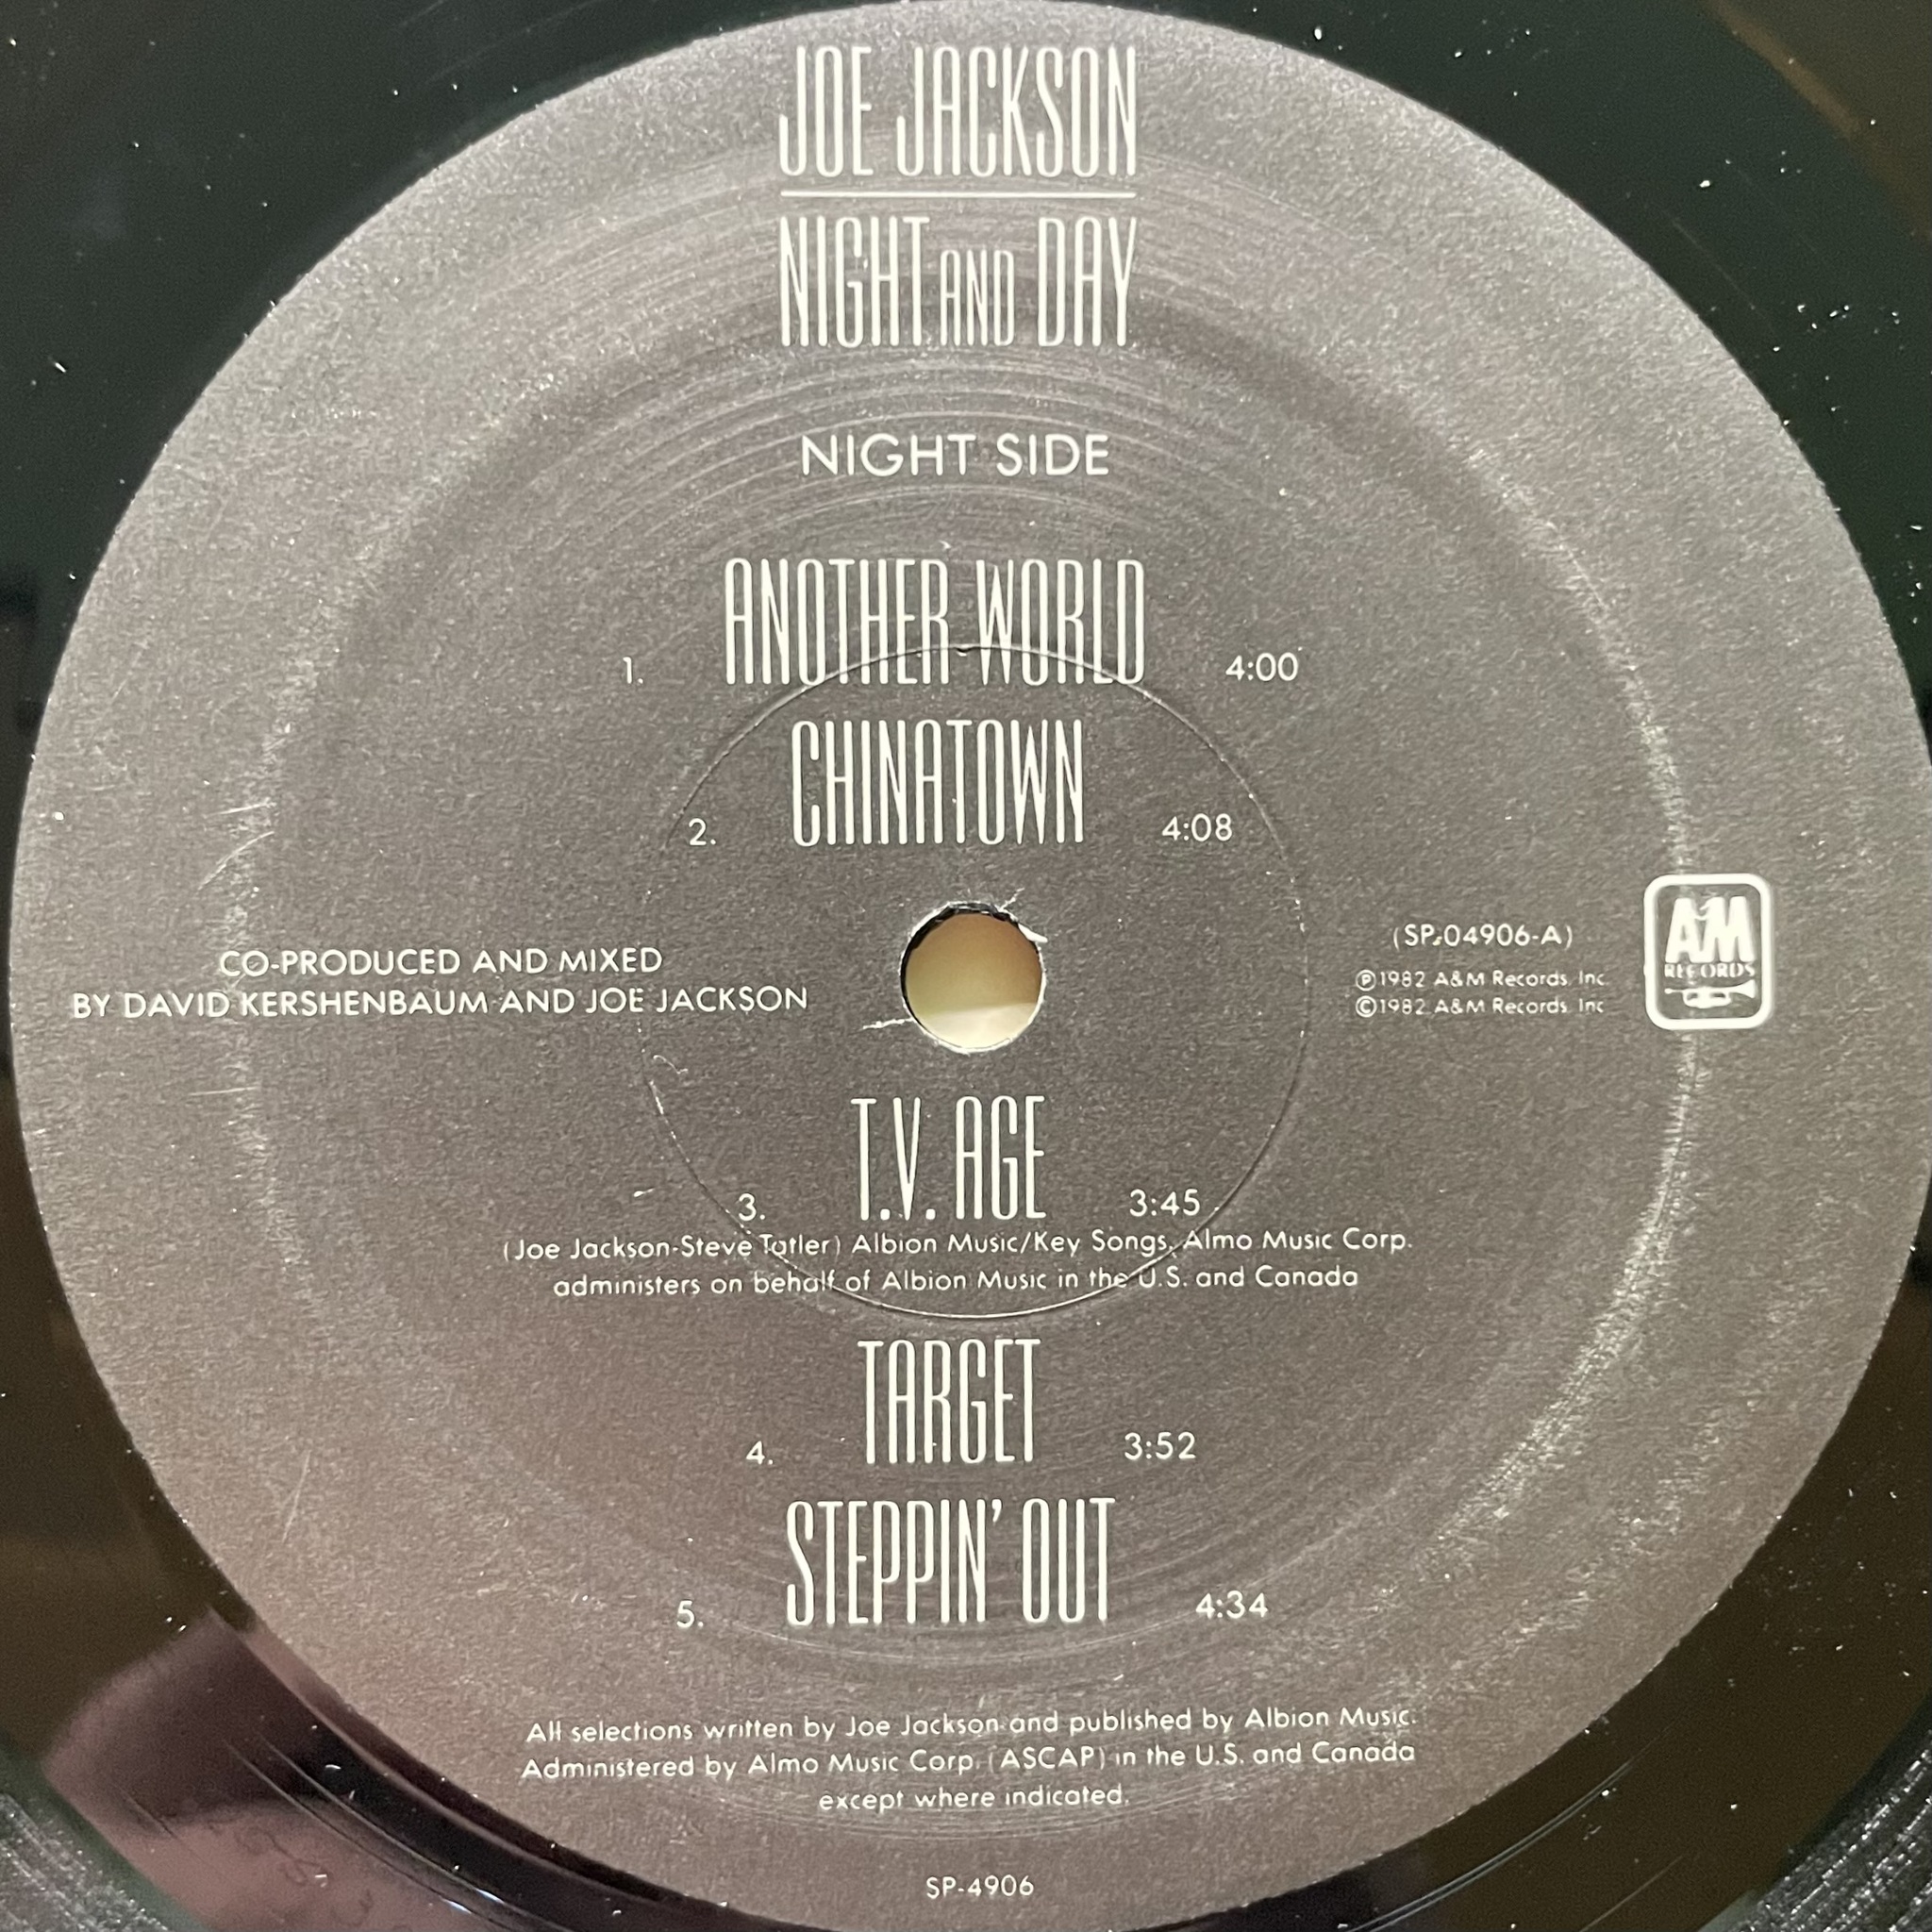 JOE JACKSON
NIGHT AND DAY
NIGHT SIDE
1. ANOTHER WORLD 4:00
2. CHINATOWN 4:08
CO-PRODUCED AND MIXED
BY DAVID KERSHENBAUM AND JOE JACKSON
(SP-04906-A)
℗1982 A&M Records, Inc.
©1982 A&M Records, Inc
A&M
RECORDS
3. T.V. AGE 3:45
(Joe Jackson-Steve Tatler) Albion Music/Key Songs, Almo Music Corp.
administers on behalf of Albion Music in the U.S. and Canada
4. TARGET 3:52
5. STEPPIN' OUT 4:34
All selections written by Joe Jackson and published by Albion Music.
Administered by Almo Music Corp. (ASCAP) in the U.S. and Canada
except where indicated.
SP-4906